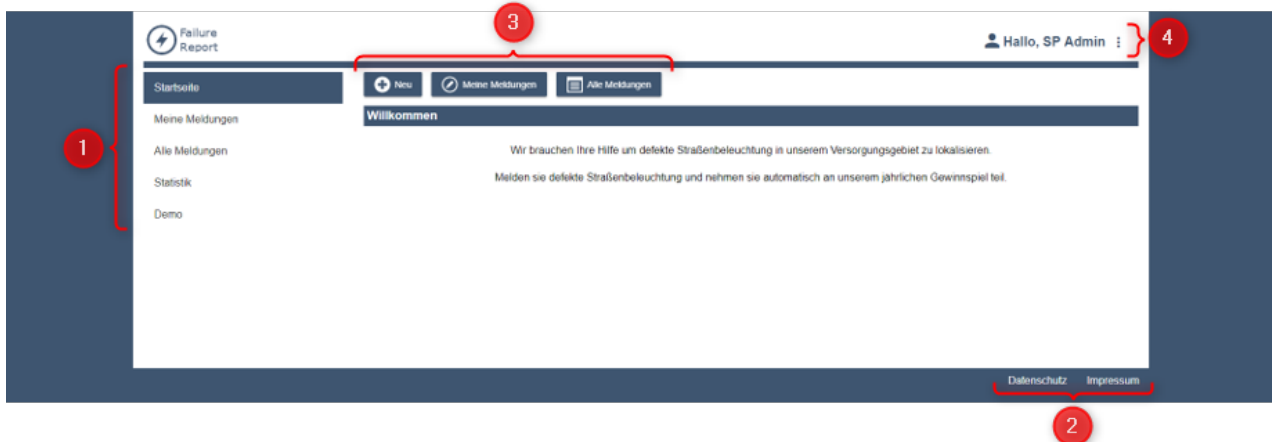 3
Failure
Report
Hallo, SP Admin
4
Startseite
Neu
Meine Meldungen
Alle Meldungen
Meine Meldungen
Willkommen
1
Alle Meldungen
Wir brauchen Ihre Hilfe um defekte Straßenbeleuchtung in unserem Versorgungsgebiet zu lokalisieren.
Statistik
Melden sie defekte Straßenbeleuchtung und nehmen sie automatisch an unserem jährlichen Gewinnspiel teil.
Demo
Datenschutz
Impressum
2